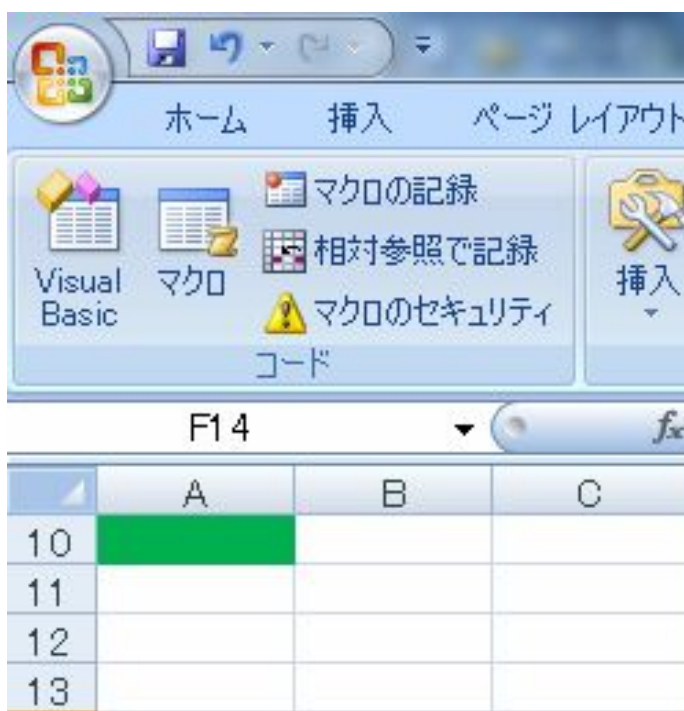 ホーム 挿入 ページ レイアウト
マクロの記録
相対参照で記録
マクロのセキュリティ
Visual Basic
マクロ
挿入
コード
F14 fx
A B C
10
11
12
13